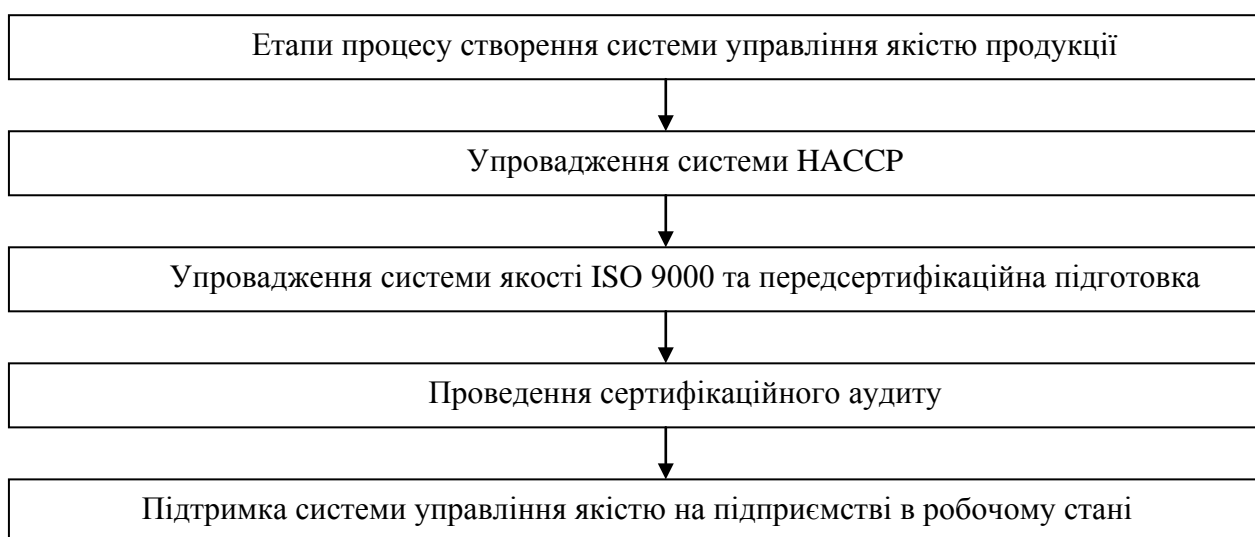 Етапи процесу створення системи управління якістю продукції
Упровадження системи НАССР
Упровадження системи якості ISO 9000 та передсертифікаційна підготовка
Проведення сертифікаційного аудиту
Підтримка системи управління якістю на підприємстві в робочому стані